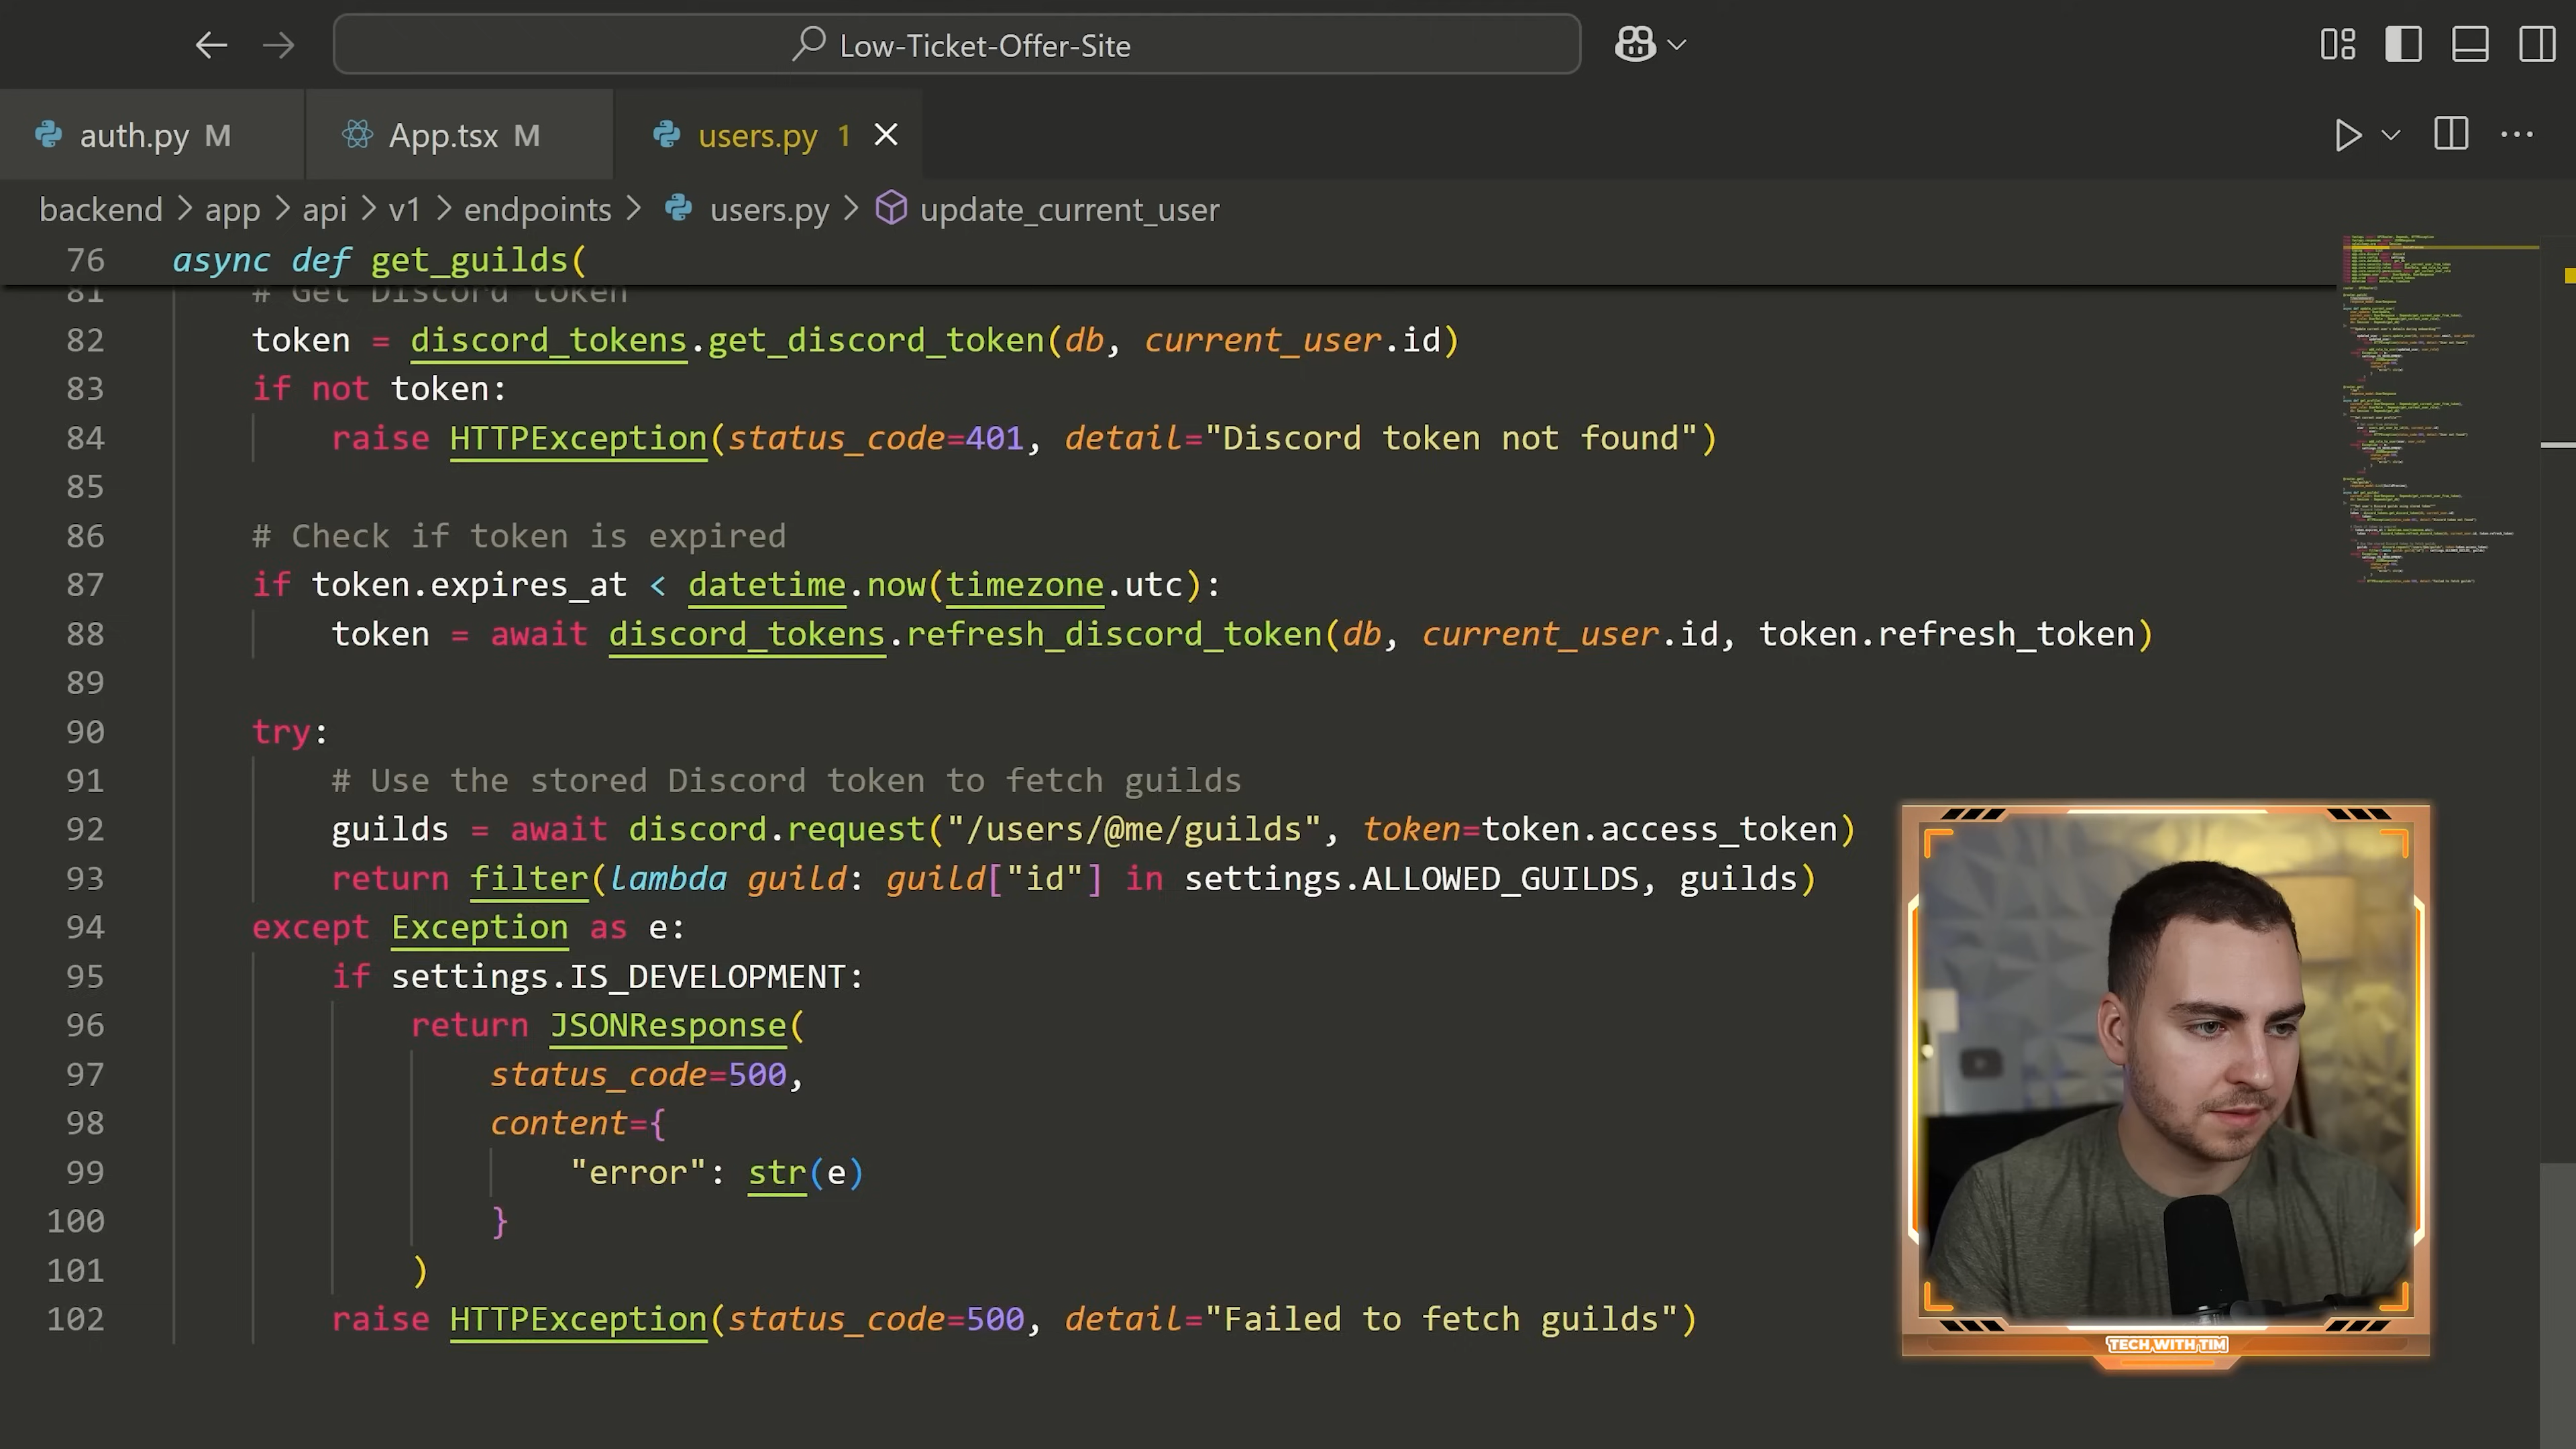 Low-Ticket-Offer-Site
auth.py M
App.tsx M
users.py 1
backend > app > api > v1 > endpoints > users.py > update_current_user
76 async def get_guilds(
81 # Get Discord token
82 token = discord_tokens.get_discord_token(db, current_user.id)
83 if not token:
84 raise HTTPException(status_code=401, detail="Discord token not found")
85
86 # Check if token is expired
87 if token.expires_at < datetime.now(timezone.utc):
88 token = await discord_tokens.refresh_discord_token(db, current_user.id, token.refresh_token)
89
90 try:
91 # Use the stored Discord token to fetch guilds
92 guilds = await discord.request("/users/@me/guilds", token=token.access_token)
93 return filter(lambda guild: guild["id"] in settings.ALLOWED_GUILDS, guilds)
94 except Exception as e:
95 if settings.IS_DEVELOPMENT:
96 return JSONResponse(
97 status_code=500,
98 content={
99 "error": str(e)
100 }
101 )
102 raise HTTPException(status_code=500, detail="Failed to fetch guilds")
TECH WITH TIM